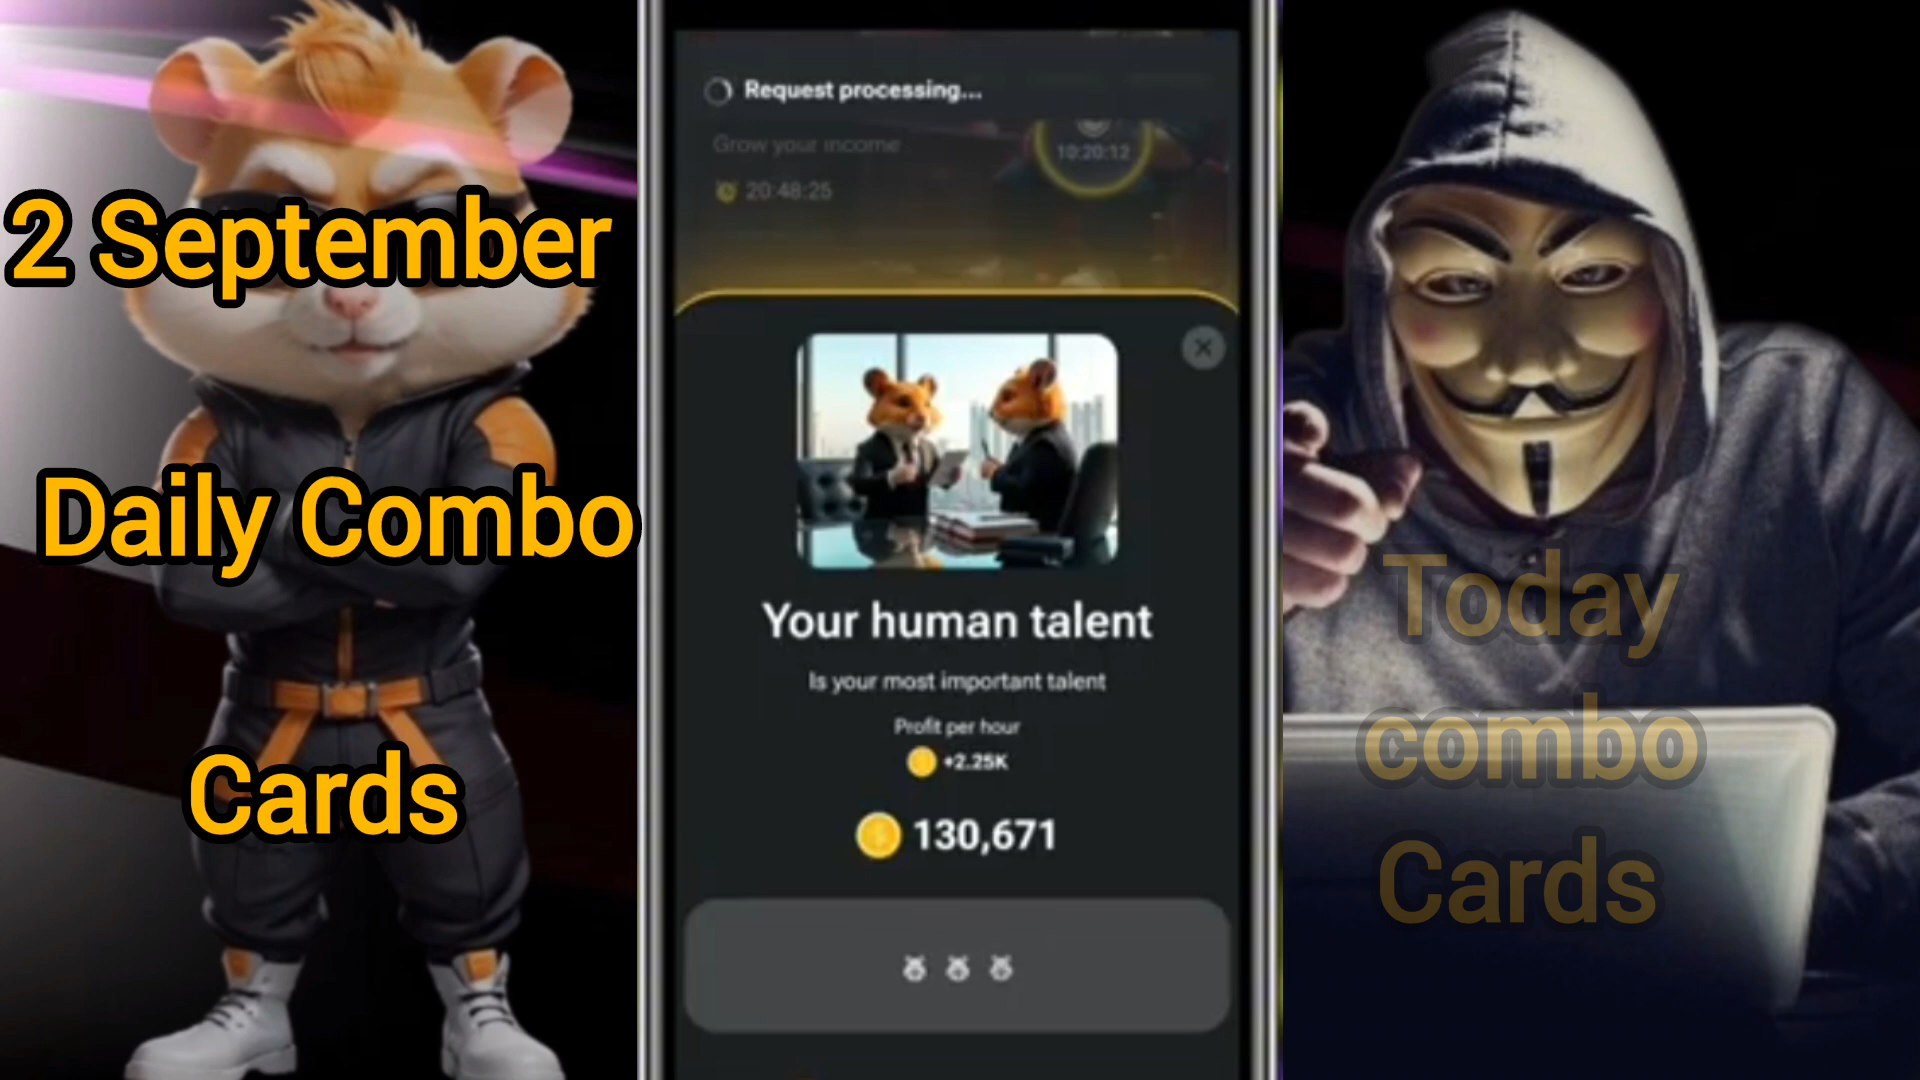 2 September
Daily Combo
Cards
Request processing...
Grow your income
10:20:12
20:48:25
Your human talent
Is your most important talent
Profit per hour
+2.25K
130,671
Today
combo
Cards